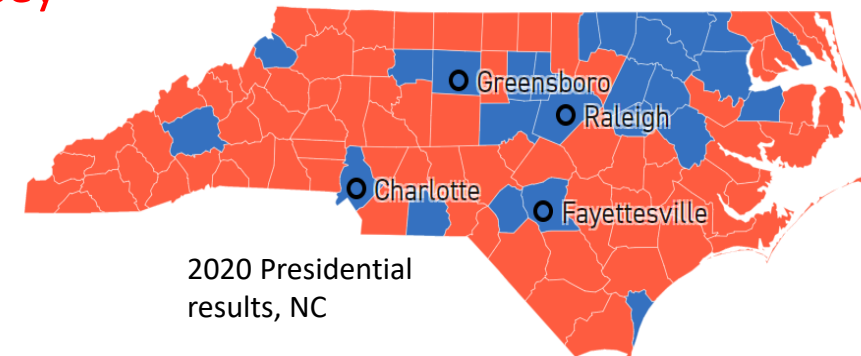 Greensboro
Raleigh
Charlotte
Fayettesville
2020 Presidential
results, NC